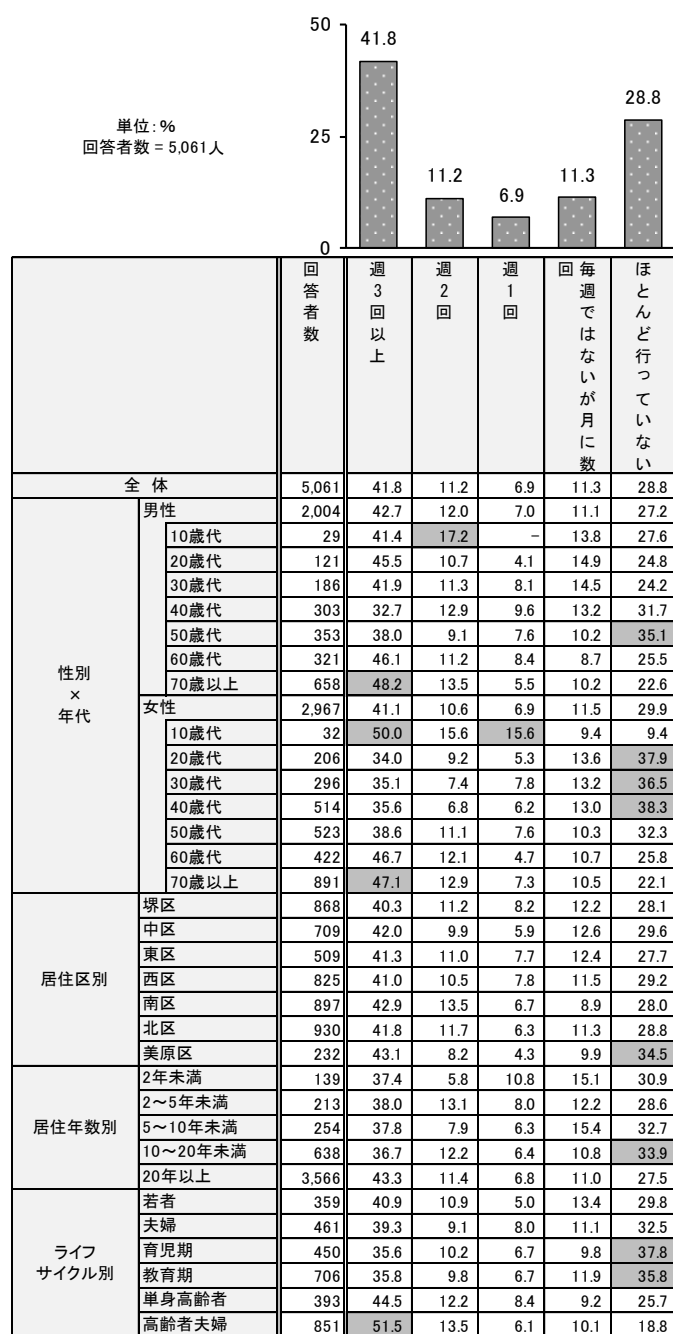 50
25
0
41.8
11.2
6.9
11.3
28.8
単位:%
回答者数 = 5,061人
回答者数
週3回以上
週2回
週1回
毎週ではないが月に数回
ほとんど行っていない
全 体 5,061 41.8 11.2 6.9 11.3 28.8
性別
×
年代
男性 2,004 42.7 12.0 7.0 11.1 27.2
10歳代 29 41.4 17.2 − 13.8 27.6
20歳代 121 45.5 10.7 4.1 14.9 24.8
30歳代 186 41.9 11.3 8.1 14.5 24.2
40歳代 303 32.7 12.9 9.6 13.2 31.7
50歳代 353 38.0 9.1 7.6 10.2 35.1
60歳代 321 46.1 11.2 8.4 8.7 25.5
70歳以上 658 48.2 13.5 5.5 10.2 22.6
女性 2,967 41.1 10.6 6.9 11.5 29.9
10歳代 32 50.0 15.6 15.6 9.4 9.4
20歳代 206 34.0 9.2 5.3 13.6 37.9
30歳代 296 35.1 7.4 7.8 13.2 36.5
40歳代 514 35.6 6.8 6.2 13.0 38.3
50歳代 523 38.6 11.1 7.6 10.3 32.3
60歳代 422 46.7 12.1 4.7 10.7 25.8
70歳以上 891 47.1 12.9 7.3 10.5 22.1
居住区別
堺区 868 40.3 11.2 8.2 12.2 28.1
中区 709 42.0 9.9 5.9 12.6 29.6
東区 509 41.3 11.0 7.7 12.4 27.7
西区 825 41.0 10.5 7.8 11.5 29.2
南区 897 42.9 13.5 6.7 8.9 28.0
北区 930 41.8 11.7 6.3 11.3 28.8
美原区 232 43.1 8.2 4.3 9.9 34.5
居住年数別
2年未満 139 37.4 5.8 10.8 15.1 30.9
2～5年未満 213 38.0 13.1 8.0 12.2 28.6
5～10年未満 254 37.8 7.9 6.3 15.4 32.7
10～20年未満 638 36.7 12.2 6.4 10.8 33.9
20年以上 3,566 43.3 11.4 6.8 11.0 27.5
ライフ
サイクル別
若者 359 40.9 10.9 5.0 13.4 29.8
夫婦 461 39.3 9.1 8.0 11.1 32.5
育児期 450 35.6 10.2 6.7 9.8 37.8
教育期 706 35.8 9.8 6.7 11.9 35.8
単身高齢者 393 44.5 12.2 8.4 9.2 25.7
高齢者夫婦 851 51.5 13.5 6.1 10.1 18.8